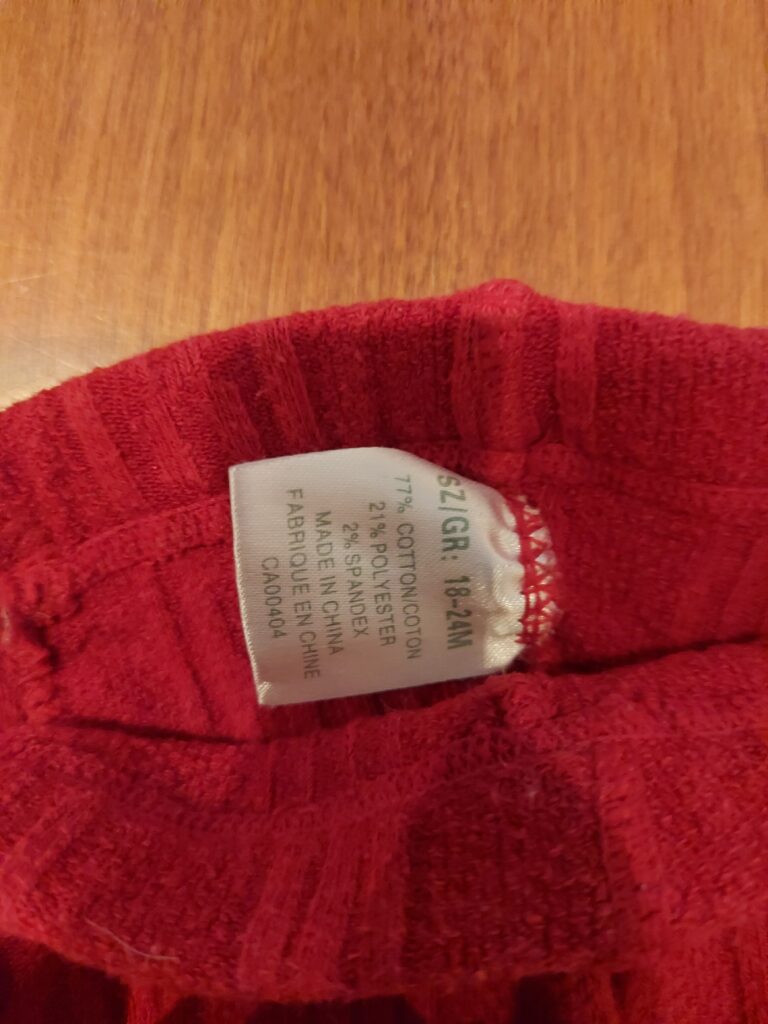 SZ/GR: 18-24M
77% COTTON/COTON
21% POLYESTER
2% SPANDEX
MADE IN CHINA
FABRIQUE EN CHINE
CA00404